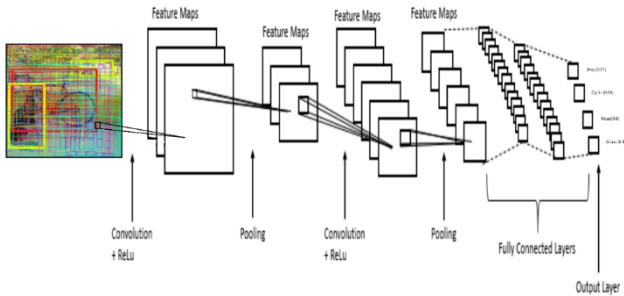 Feature Maps
Feature Maps
Feature Maps
Feature Maps
Convolution
+ ReLu
Pooling
Convolution
+ ReLu
Pooling
Fully Connected Layers
Output Layer